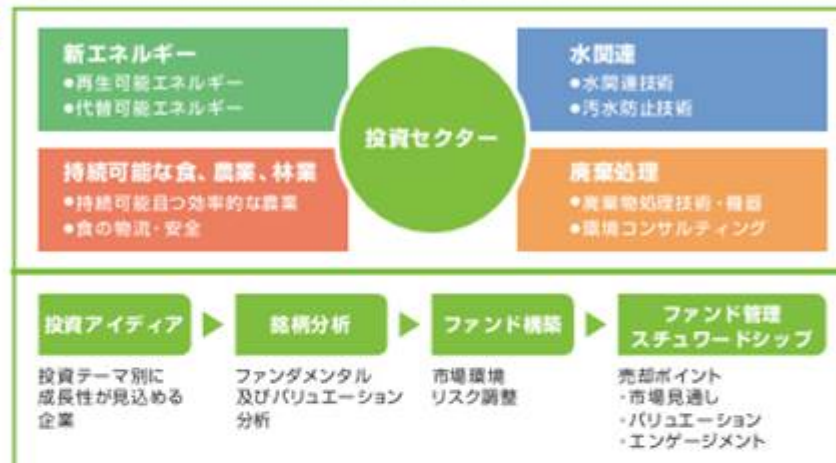 新エネルギー
●再生可能エネルギー
●代替可能エネルギー
水関連
●水関連技術
●汚水防止技術
投資セクター
持続可能な食、農業、林業
●持続可能且つ効率的な農業
●食の物流・安全
廃棄処理
●廃棄物処理技術・機器
●環境コンサルティング
投資アイディア
銘柄分析
ファンド構築
ファンド管理
スチュワードシップ
投資テーマ別に
成長性が見込める
企業
ファンダメンタル
及びバリュエーション
分析
市場環境
リスク調整
売却ポイント
・市場見通し
・バリュエーション
・エンゲージメント